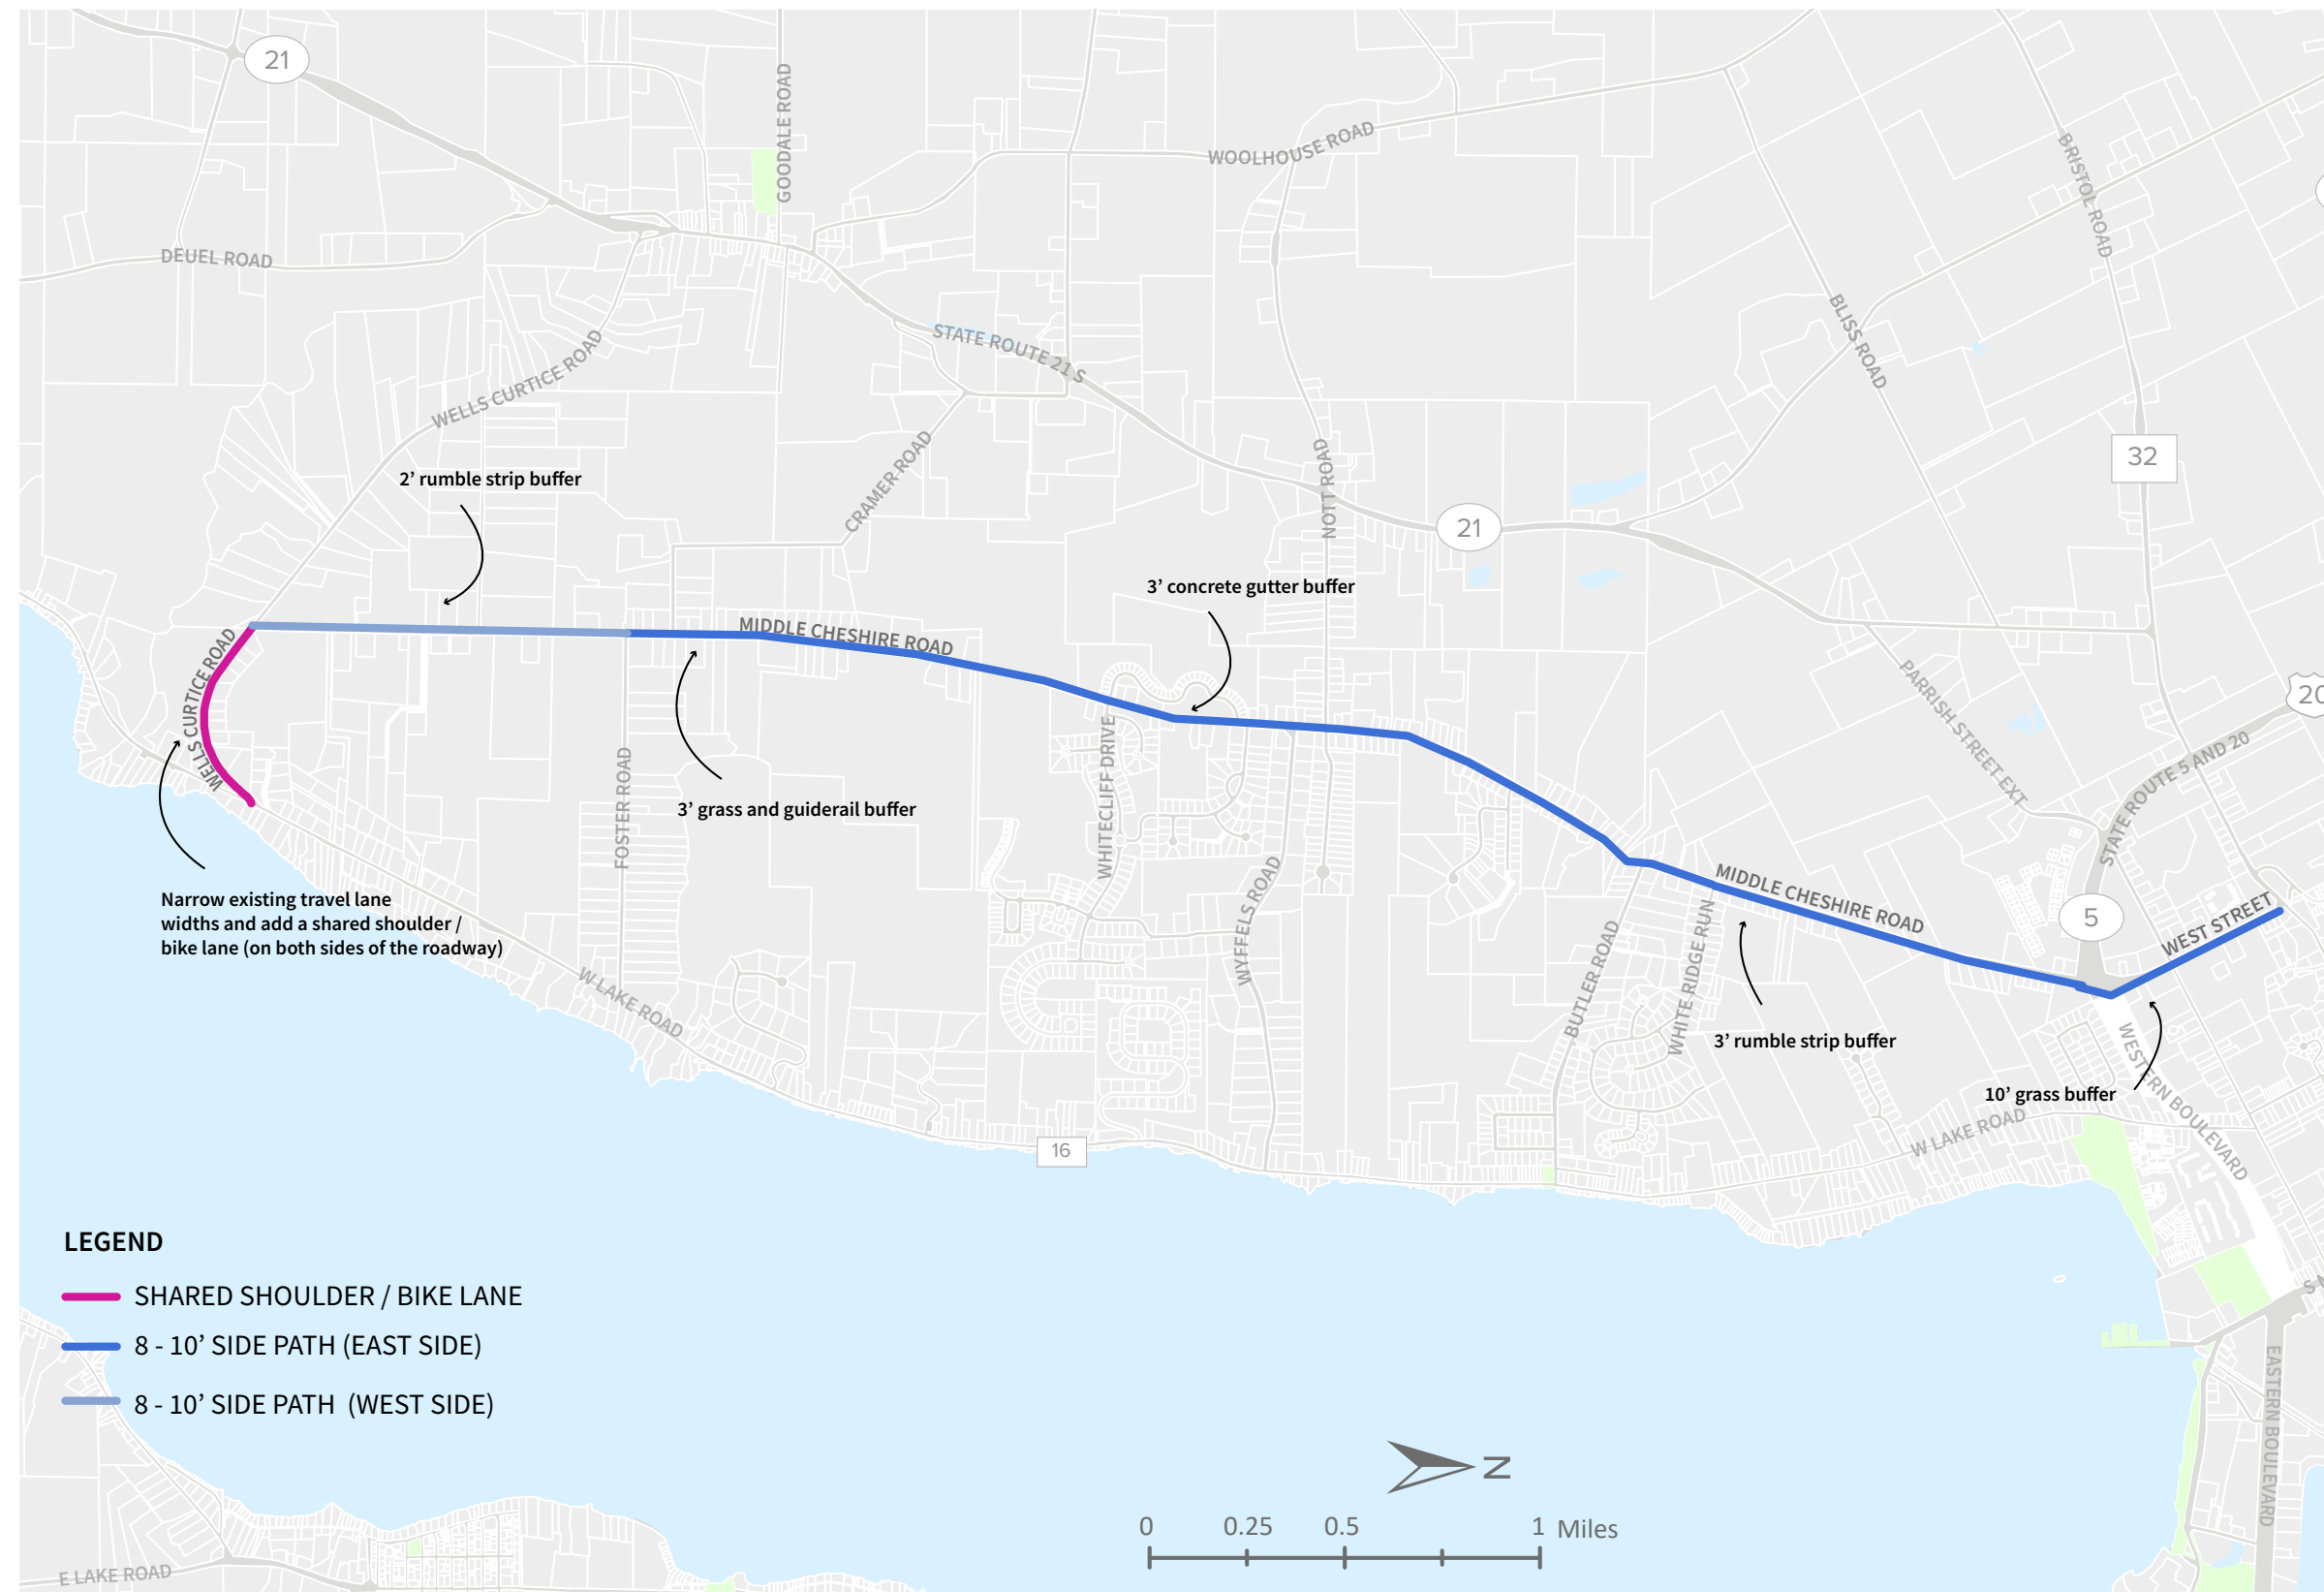 21
GOODALE ROAD
WOOLHOUSE ROAD
BRISTOL ROAD
DEUEL ROAD
BLISS ROAD
STATE ROUTE 21 S
WELLS CURTICE ROAD
CRAMER ROAD
NOTT ROAD
32
2’ rumble strip buffer
21
3’ concrete gutter buffer
MIDDLE CHESHIRE ROAD
WELLS CURTICE ROAD
PARRISH STREET EXT
20
STATE ROUTE 5 AND 20
WHITECLIFF DRIVE
FOSTER ROAD
3’ grass and guiderail buffer
WYFFELS ROAD
MIDDLE CHESHIRE ROAD
5
WEST STREET
Narrow existing travel lane
widths and add a shared shoulder /
bike lane (on both sides of the roadway)
BUTLER ROAD
WHITE RIDGE RUN
W LAKE ROAD
3’ rumble strip buffer
10’ grass buffer
WESTERN BOULEVARD
W LAKE ROAD
16
LEGEND
SHARED SHOULDER / BIKE LANE
8 - 10’ SIDE PATH (EAST SIDE)
8 - 10’ SIDE PATH (WEST SIDE)
EASTERN BOULEVARD
N
0 0.25 0.5 1 Miles
E LAKE ROAD